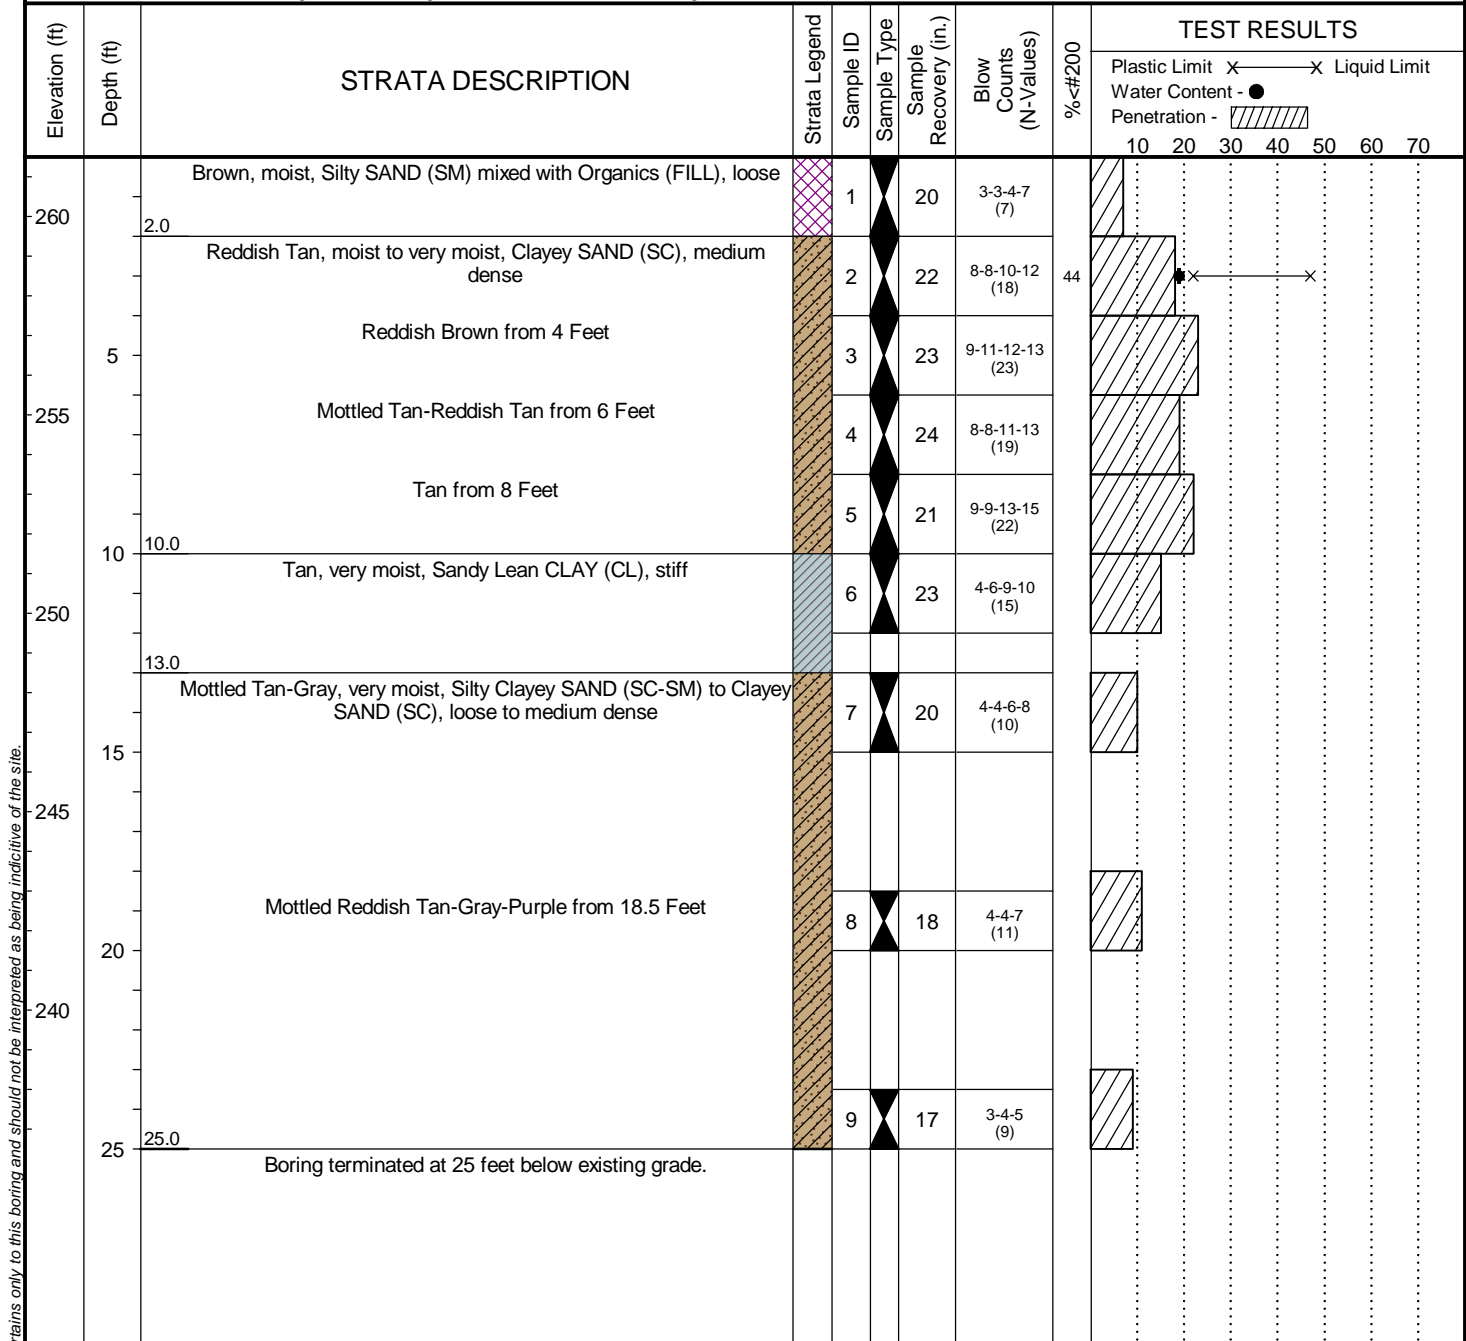 Elevation (ft)
Depth (ft)
STRATA DESCRIPTION
Strata Legend
Sample ID
Sample Type
Sample
Recovery (in.)
Blow
Counts
(N-Values)
%<#200
TEST RESULTS
Plastic Limit X X Liquid Limit
Water Content -
Penetration -
10 20 30 40 50 60 70
Brown, moist, Silty SAND (SM) mixed with Organics (FILL), loose
1 20 3-3-4-7
(7)
260
2.0
Reddish Tan, moist to very moist, Clayey SAND (SC), medium
dense
2 22 8-8-10-12
(18)
44
Reddish Brown from 4 Feet
5
3 23 9-11-12-13
(23)
255
Mottled Tan-Reddish Tan from 6 Feet
4 24 8-8-11-13
(19)
Tan from 8 Feet
5 21 9-9-13-15
(22)
10
10.0
Tan, very moist, Sandy Lean CLAY (CL), stiff
6 23 4-6-9-10
(15)
250
13.0
Mottled Tan-Gray, very moist, Silty Clayey SAND (SC-SM) to Clayey
SAND (SC), loose to medium dense
7 20 4-4-6-8
(10)
15
245
Mottled Reddish Tan-Gray-Purple from 18.5 Feet
8 18 4-4-7
(11)
20
240
9 17 3-4-5
(9)
25
25.0
Boring terminated at 25 feet below existing grade.
only to this boring and should not be interpreted as being indicitive of the site.